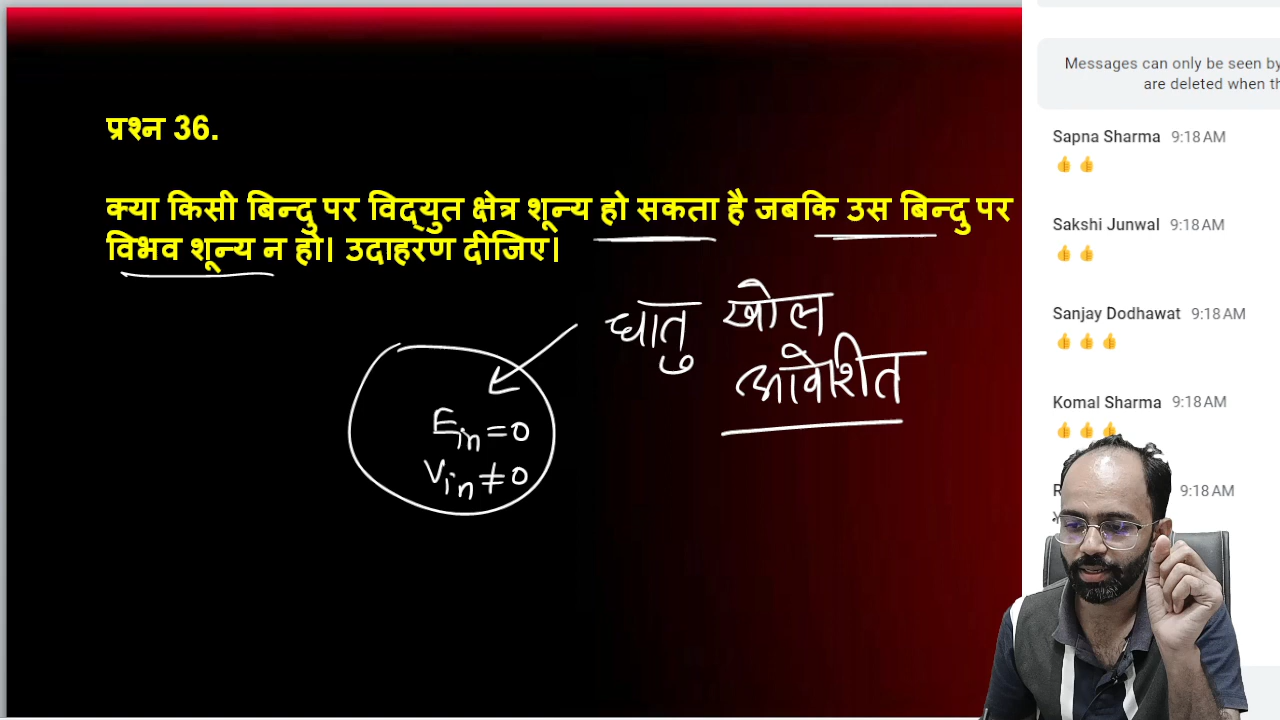 प्रश्न 36.
क्या किसी बिन्दु पर विद्युत क्षेत्र शून्य हो सकता है जबकि उस बिन्दु पर
विभव शून्य न हो। उदाहरण दीजिए।
धातु खोल
आवेशित
Ein=0
Vin≠0
Messages can only be seen by
are deleted when th
Sapna Sharma 9:18 AM
👍 👍
Sakshi Junwal 9:18 AM
👍 👍
Sanjay Dodhawat 9:18 AM
👍 👍 👍
Komal Sharma 9:18 AM
👍 👍 👍
9:18 AM